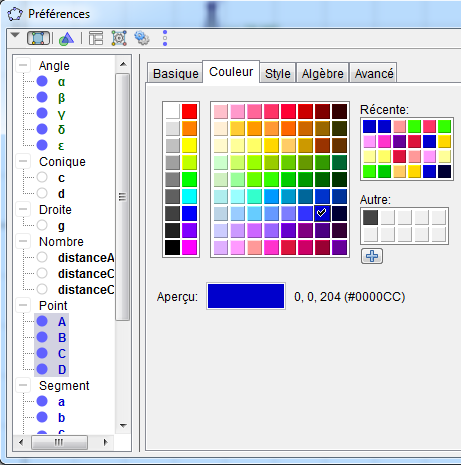 Préférences
Basique Couleur Style Algèbre Avancé
Angle
α
β
γ
δ
ε
Conique
c
d
Droite
g
Nombre
distanceA
distanceC
distanceC
Point
A
B
C
D
Segment
a
b
Récente:
Autre:
Aperçu: 0, 0, 204 (#0000CC)